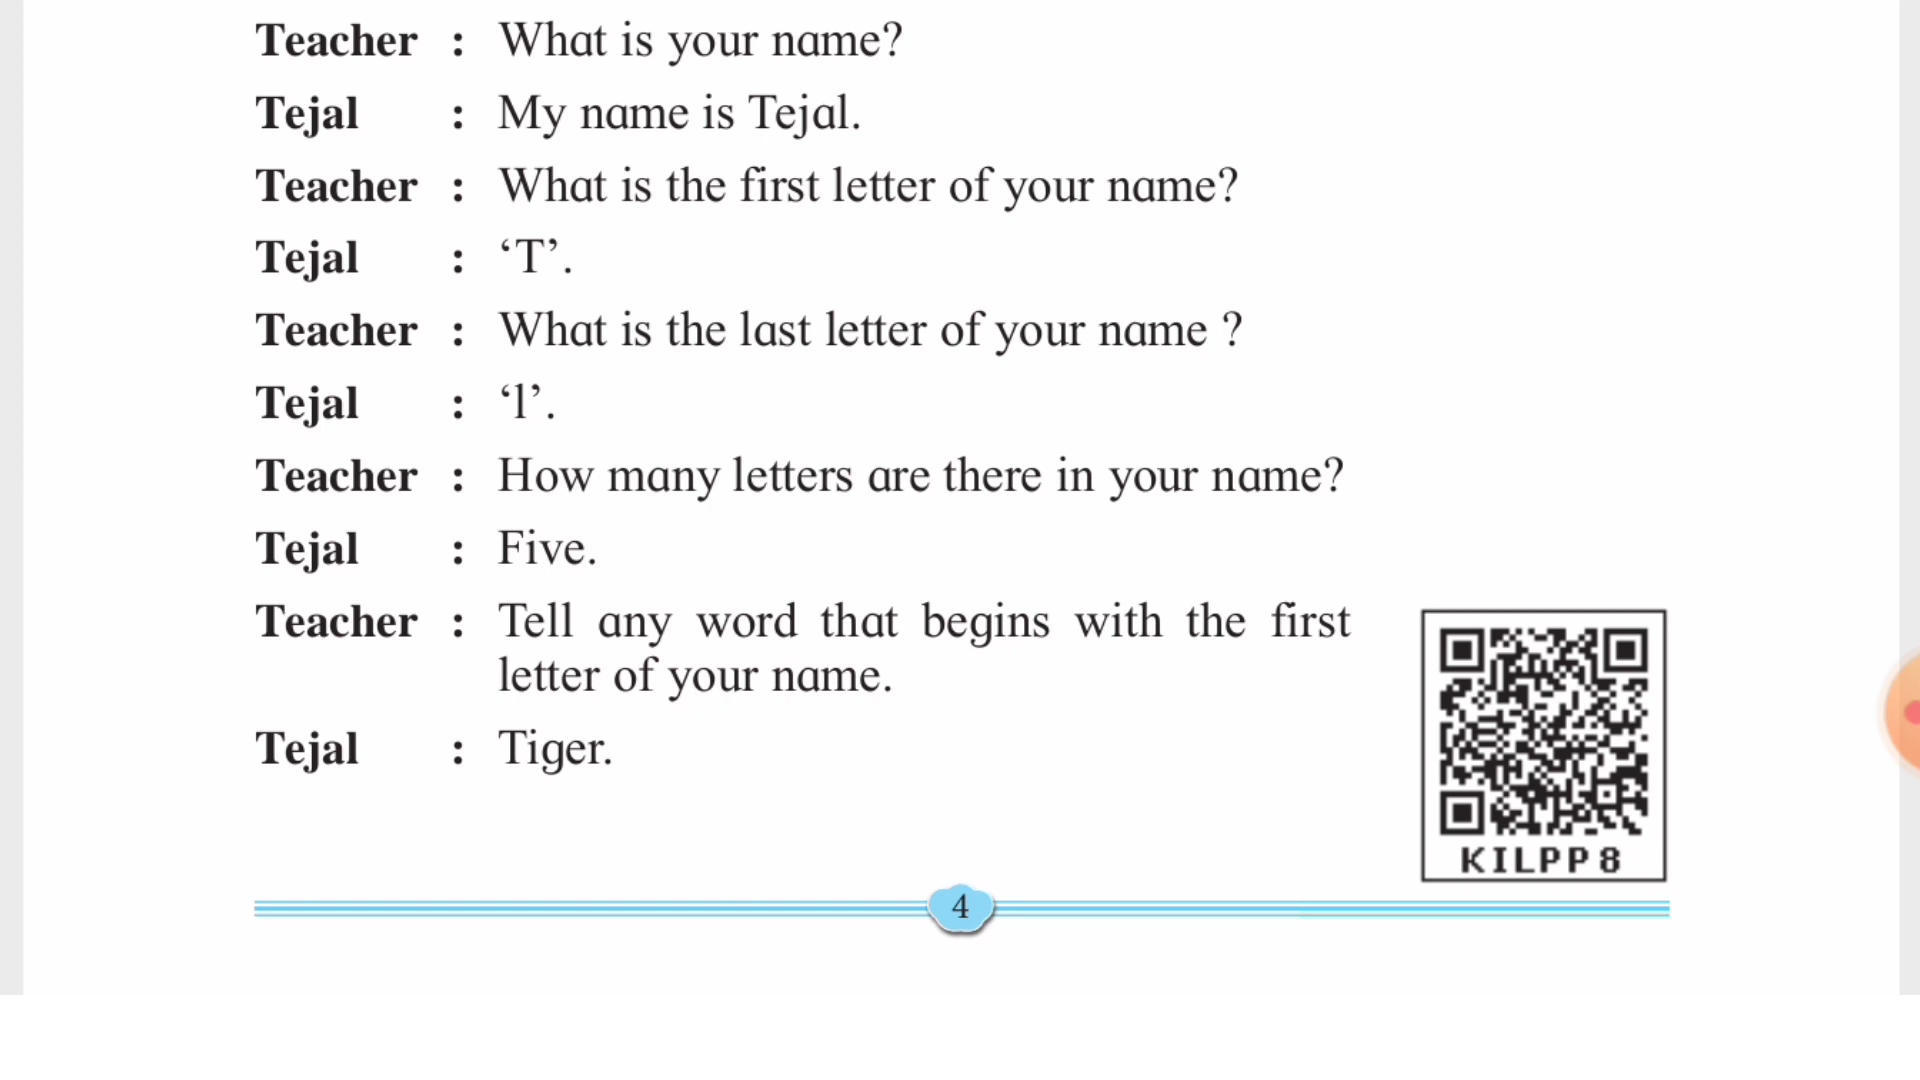 Teacher : What is your name?
Tejal : My name is Tejal.
Teacher : What is the first letter of your name?
Tejal : ‘T’.
Teacher : What is the last letter of your name ?
Tejal : ‘l’.
Teacher : How many letters are there in your name?
Tejal : Five.
Teacher : Tell any word that begins with the first
letter of your name.
Tejal : Tiger.
KILPP8
4